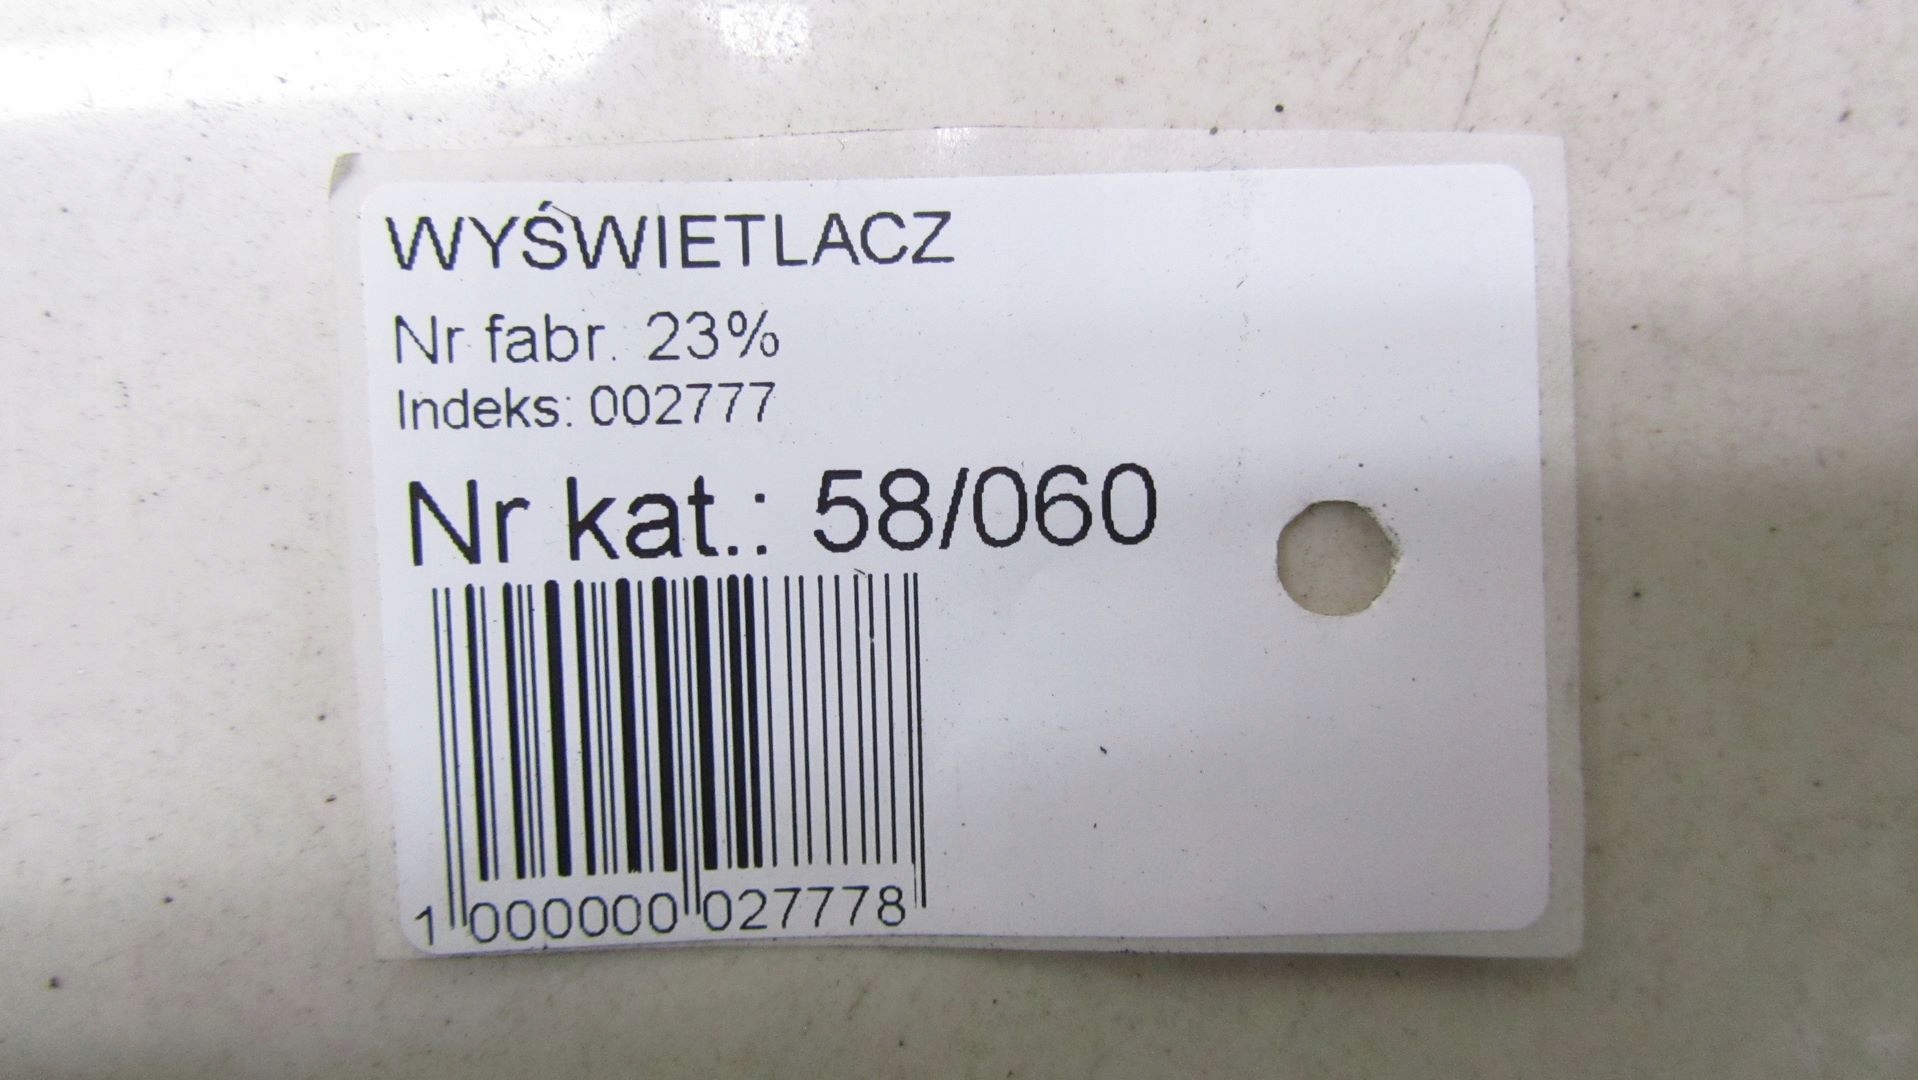 WYŚWIETLACZ
Nr fabr. 23%
Indeks: 002777
Nr kat.: 58/060
1 000000 027778